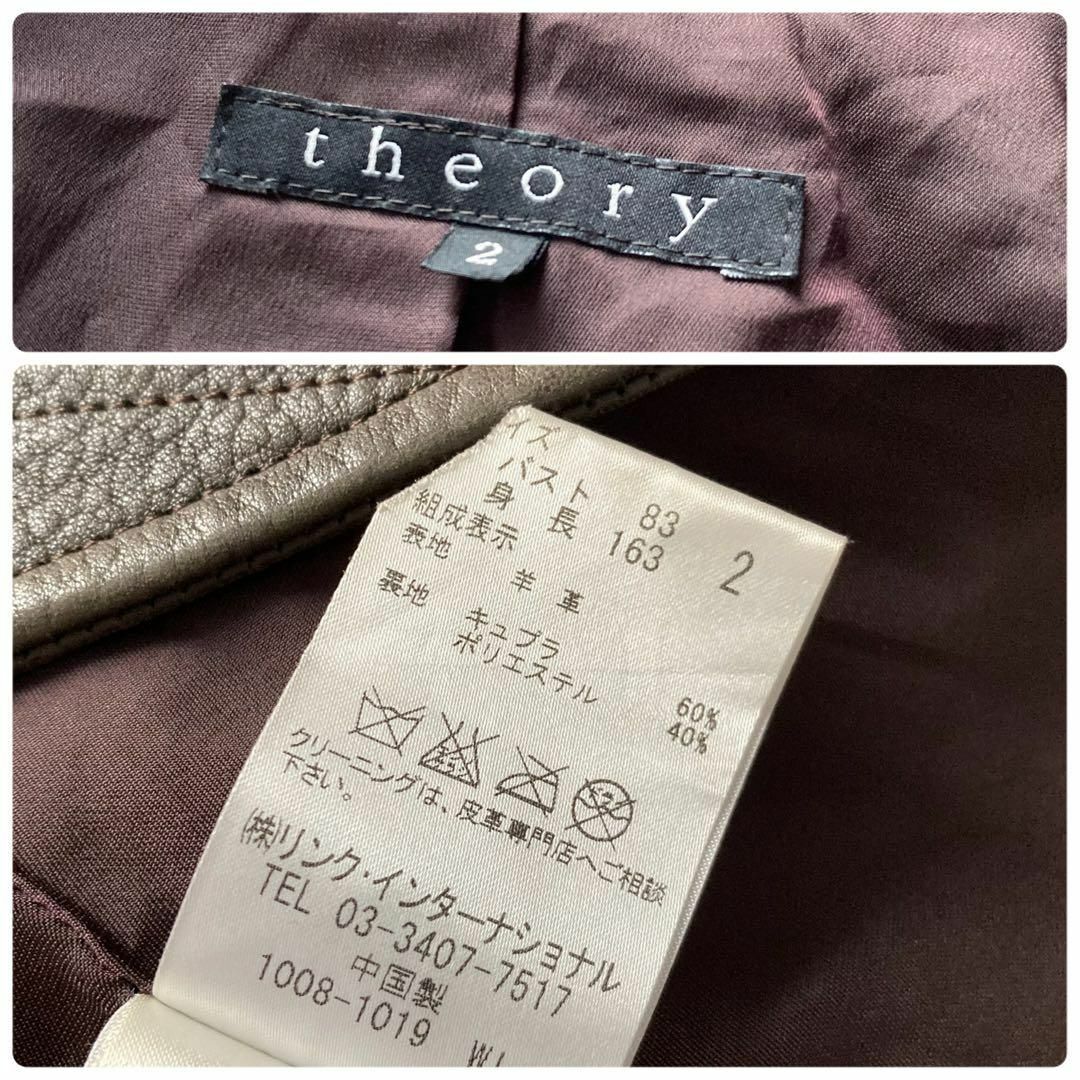 theory
2
イズ 2
バスト 83
身長 163
組成表示
表地 羊革
裏地 キュプラ 60%
ポリエステル 40%
クリーニングは、皮革専門店へご相談
下さい。
(株)リンク・インターナショナル
TEL 03-3407-7517
中国製
1008-1019